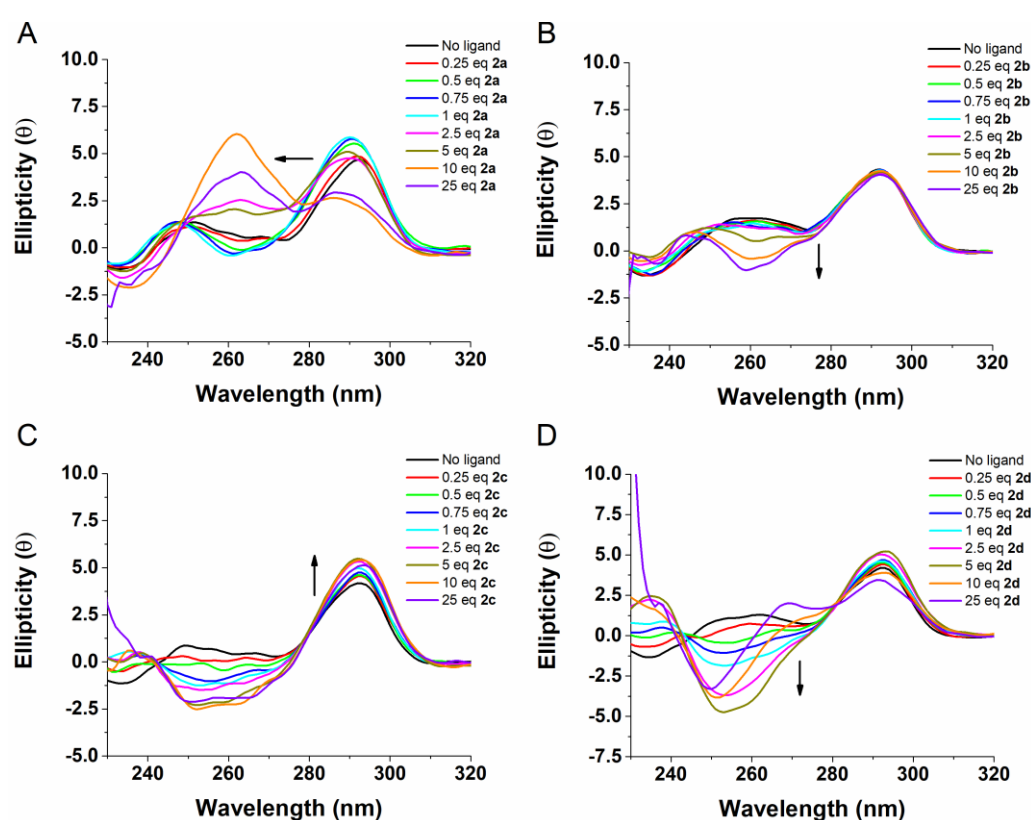 A
Ellipticity (θ)
10.0
7.5
5.0
2.5
0.0
-2.5
-5.0
240 260 280 300 320
Wavelength (nm)
No ligand
0.25 eq 2a
0.5 eq 2a
0.75 eq 2a
1 eq 2a
2.5 eq 2a
5 eq 2a
10 eq 2a
25 eq 2a
B
Ellipticity (θ)
10.0
7.5
5.0
2.5
0.0
-2.5
-5.0
240 260 280 300 320
Wavelength (nm)
No ligand
0.25 eq 2b
0.5 eq 2b
0.75 eq 2b
1 eq 2b
2.5 eq 2b
5 eq 2b
10 eq 2b
25 eq 2b
C
Ellipticity (θ)
10.0
7.5
5.0
2.5
0.0
-2.5
-5.0
240 260 280 300 320
Wavelength (nm)
No ligand
0.25 eq 2c
0.5 eq 2c
0.75 eq 2c
1 eq 2c
2.5 eq 2c
5 eq 2c
10 eq 2c
25 eq 2c
D
Ellipticity (θ)
10.0
7.5
5.0
2.5
0.0
-2.5
-5.0
-7.5
240 260 280 300 320
Wavelength (nm)
No ligand
0.25 eq 2d
0.5 eq 2d
0.75 eq 2d
1 eq 2d
2.5 eq 2d
5 eq 2d
10 eq 2d
25 eq 2d